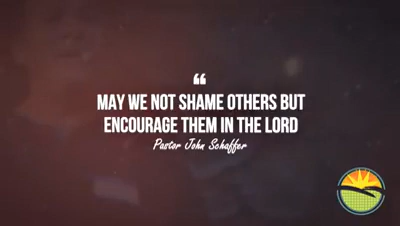 “
MAY WE NOT SHAME OTHERS BUT
ENCOURAGE THEM IN THE LORD
Pastor John Schaffer